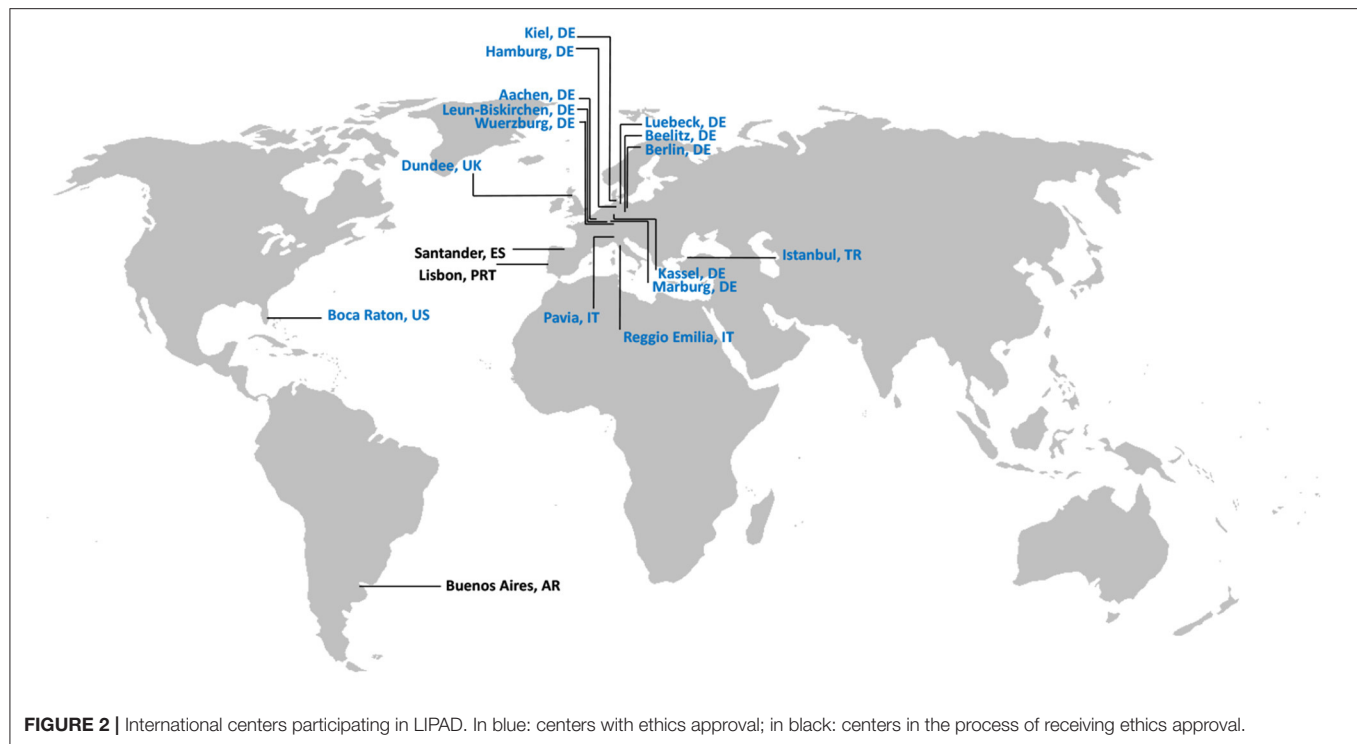 Kiel, DE
Hamburg, DE
Aachen, DE
Leun-Biskirchen, DE
Wuerzburg, DE
Luebeck, DE
Beelitz, DE
Berlin, DE
Dundee, UK
Santander, ES
Lisbon, PRT
Istanbul, TR
Kassel, DE
Marburg, DE
Boca Raton, US
Pavia, IT
Reggio Emilia, IT
Buenos Aires, AR
FIGURE 2 | International centers participating in LIPAD. In blue: centers with ethics approval; in black: centers in the process of receiving ethics approval.